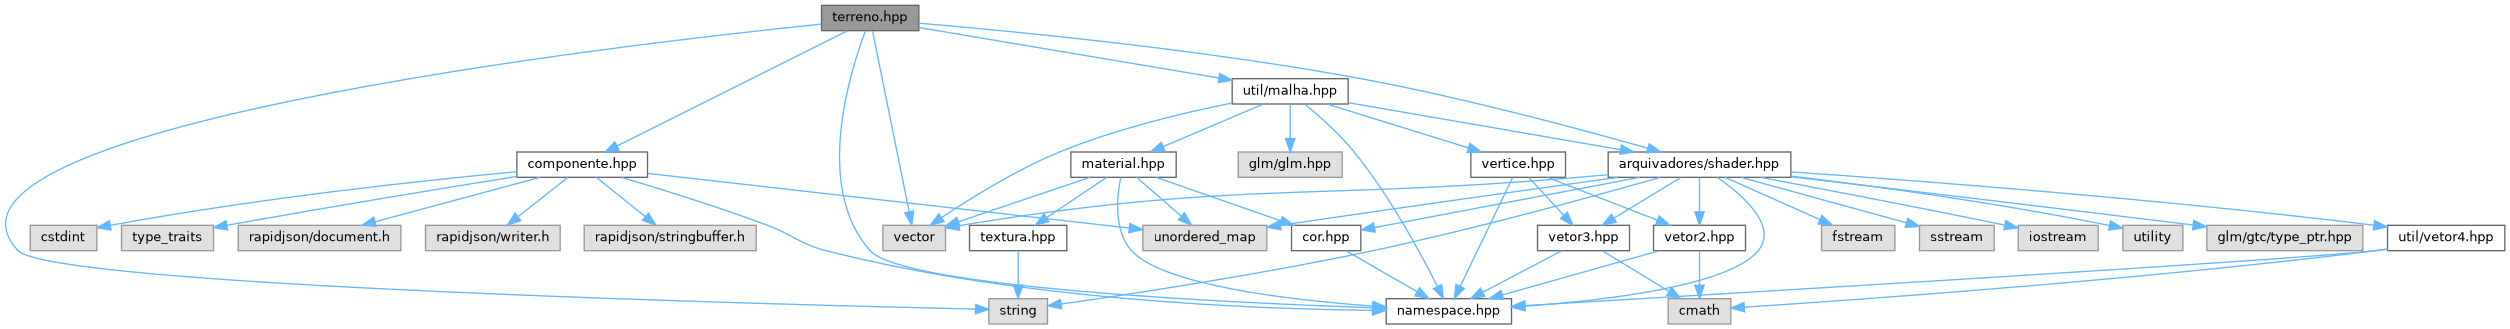 terreno.hpp
util/malha.hpp
componente.hpp
material.hpp
glm/glm.hpp
vertice.hpp
arquivadores/shader.hpp
cstdint
type_traits
rapidjson/document.h
rapidjson/writer.h
rapidjson/stringbuffer.h
vector
textura.hpp
unordered_map
cor.hpp
vetor3.hpp
vetor2.hpp
fstream
sstream
iostream
utility
glm/gtc/type_ptr.hpp
util/vetor4.hpp
string
namespace.hpp
cmath